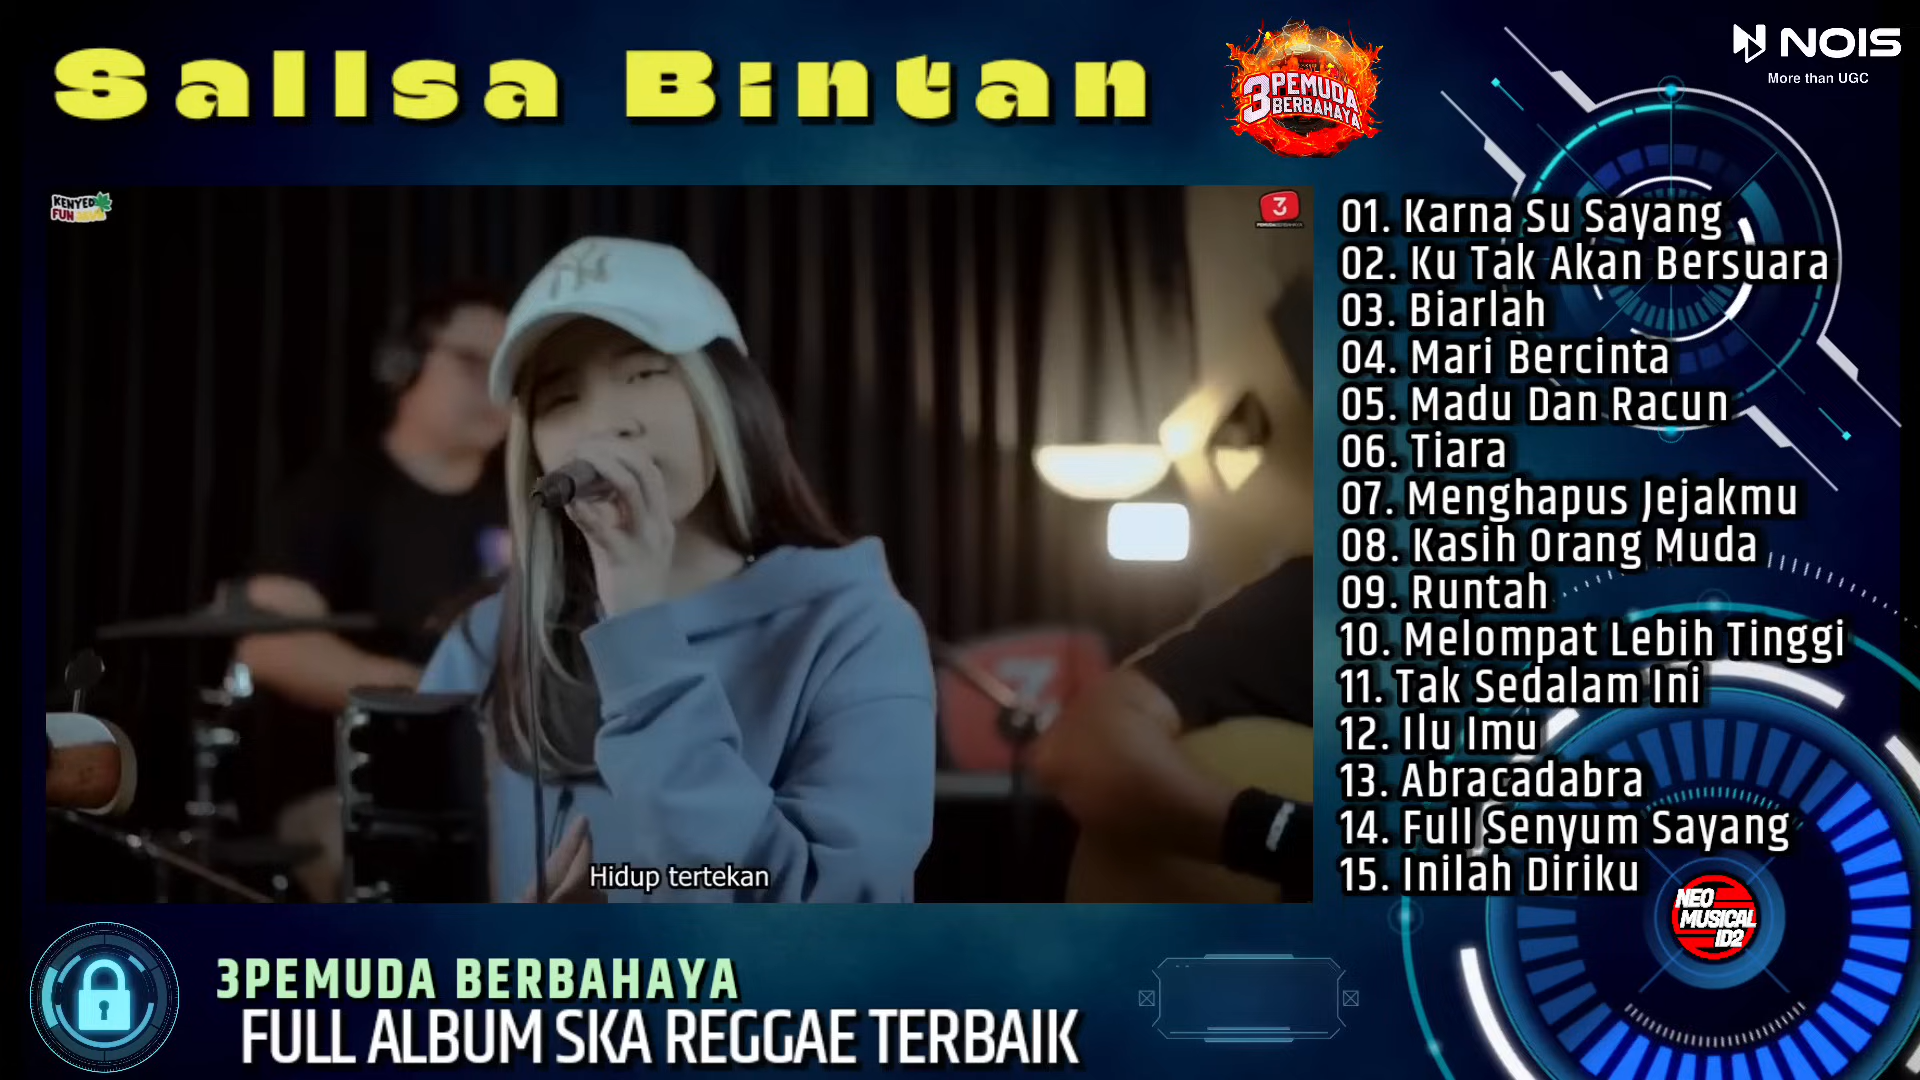 Sallsa Bintan
3PEMUDA
BERBAHAYA
NOIS
More than UGC
KENYED
FUN
3
NY
01. Karna Su Sayang
02. Ku Tak Akan Bersuara
03. Biarlah
04. Mari Bercinta
05. Madu Dan Racun
06. Tiara
07. Menghapus Jejakmu
08. Kasih Orang Muda
09. Runtah
10. Melompat Lebih Tinggi
11. Tak Sedalam Ini
12. Ilu Imu
13. Abracadabra
14. Full Senyum Sayang
15. Inilah Diriku
Hidup tertekan
NEO
MUSICAL
ID2
3PEMUDA BERBAHAYA
FULL ALBUM SKA REGGAE TERBAIK